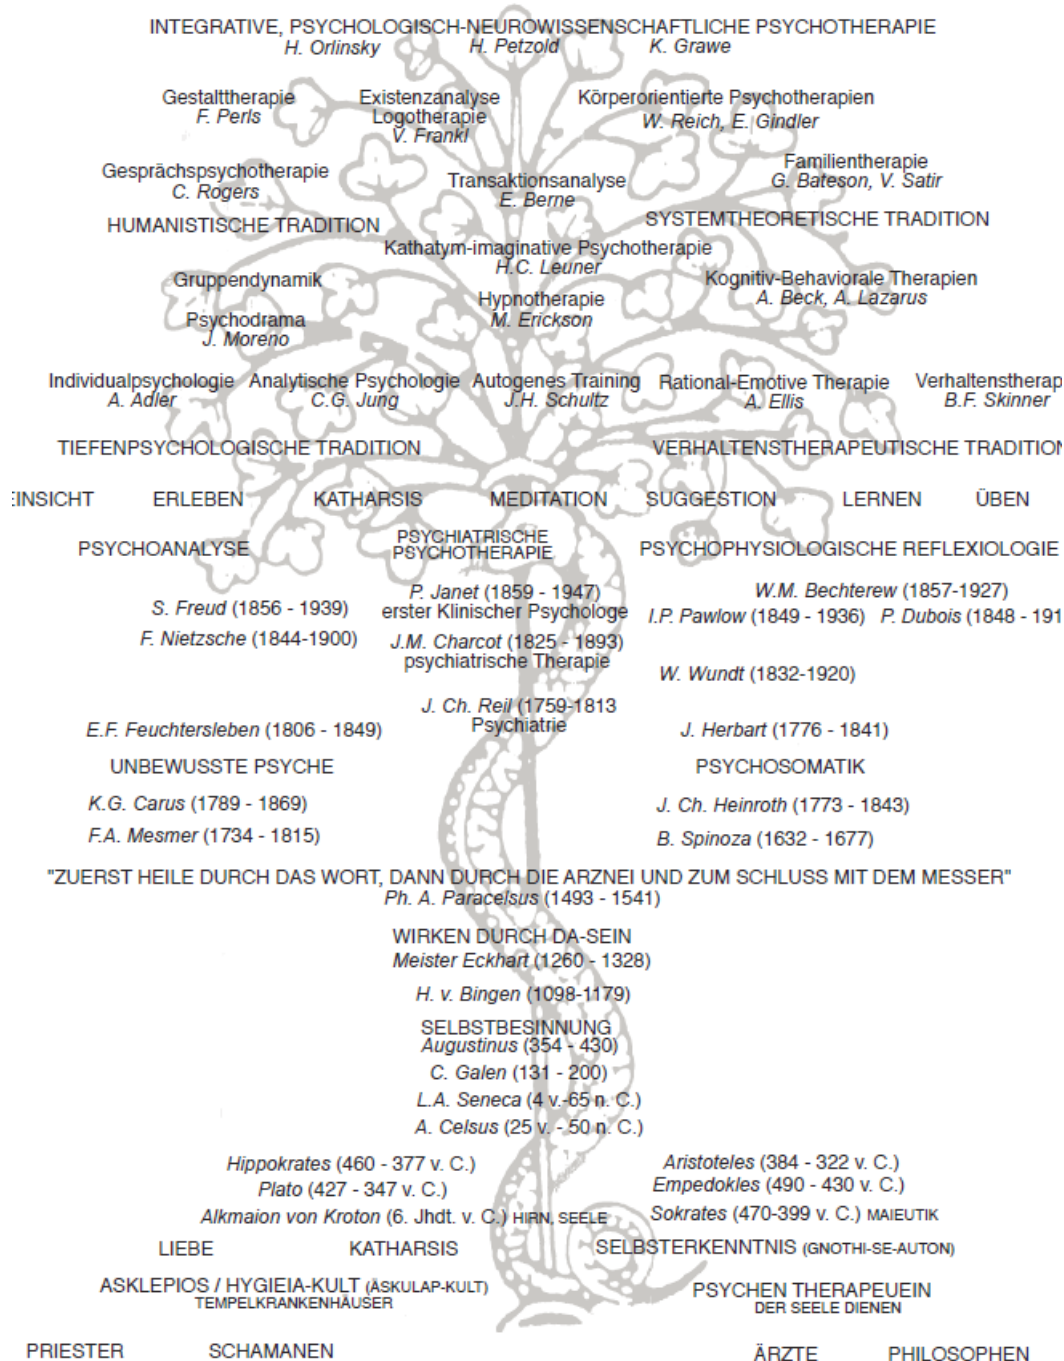 INTEGRATIVE, PSYCHOLOGISCH-NEUROWISSENSCHAFTLICHE PSYCHOTHERAPIE
H. Orlinsky H. Petzold K. Grawe
Gestalttherapie Existenzanalyse Körperorientierte Psychotherapien
F. Perls Logotherapie W. Reich, E. Gindler
V. Frankl
Gesprächspsychotherapie Transaktionsanalyse Familientherapie
C. Rogers E. Berne G. Bateson, V. Satir
HUMANISTISCHE TRADITION SYSTEMTHEORETISCHE TRADITION
Kathatym-imaginative Psychotherapie
H.C. Leuner
Gruppendynamik Kognitiv-Behaviorale Therapien
Hypnotherapie A. Beck, A. Lazarus
Psychodrama M. Erickson
J. Moreno
Individualpsychologie Analytische Psychologie Autogenes Training Rational-Emotive Therapie Verhaltenstherap
A. Adler C.G. Jung J.H. Schultz A. Ellis B.F. Skinner
TIEFENPSYCHOLOGISCHE TRADITION VERHALTENSTHERAPEUTISCHE TRADITION
EINSICHT ERLEBEN KATHARSIS MEDITATION SUGGESTION LERNEN ÜBEN
PSYCHOANALYSE PSYCHIATRISCHE PSYCHOPHYSIOLOGISCHE REFLEXIOLOGIE
PSYCHOTHERAPIE
P. Janet (1859 - 1947) W.M. Bechterew (1857-1927)
S. Freud (1856 - 1939) erster Klinischer Psychologe I.P. Pawlow (1849 - 1936) P. Dubois (1848 - 191
F. Nietzsche (1844-1900) J.M. Charcot (1825 - 1893)
psychiatrische Therapie
W. Wundt (1832-1920)
J. Ch. Reil (1759-1813
E.F. Feuchtersleben (1806 - 1849) Psychiatrie J. Herbart (1776 - 1841)
UNBEWUSSTE PSYCHE PSYCHOSOMATIK
K.G. Carus (1789 - 1869) J. Ch. Heinroth (1773 - 1843)
F.A. Mesmer (1734 - 1815) B. Spinoza (1632 - 1677)
"ZUERST HEILE DURCH DAS WORT, DANN DURCH DIE ARZNEI UND ZUM SCHLUSS MIT DEM MESSER"
Ph. A. Paracelsus (1493 - 1541)
WIRKEN DURCH DA-SEIN
Meister Eckhart (1260 - 1328)
H. v. Bingen (1098-1179)
SELBSTBESINNUNG
Augustinus (354 - 430)
C. Galen (131 - 200)
L.A. Seneca (4 v.-65 n. C.)
A. Celsus (25 v. - 50 n. C.)
Hippokrates (460 - 377 v. C.) Aristoteles (384 - 322 v. C.)
Plato (427 - 347 v. C.) Empedokles (490 - 430 v. C.)
Alkmaion von Kroton (6. Jhdt. v. C.) HIRN, SEELE Sokrates (470-399 v. C.) MAIEUTIK
LIEBE KATHARSIS SELBSTERKENNTNIS (GNOTHI-SE-AUTON)
ASKLEPIOS / HYGIEIA-KULT (ÄSKULAP-KULT) PSYCHEN THERAPEUEIN
TEMPELKRANKENHÄUSER DER SEELE DIENEN
PRIESTER SCHAMANEN ÄRZTE PHILOSOPHEN